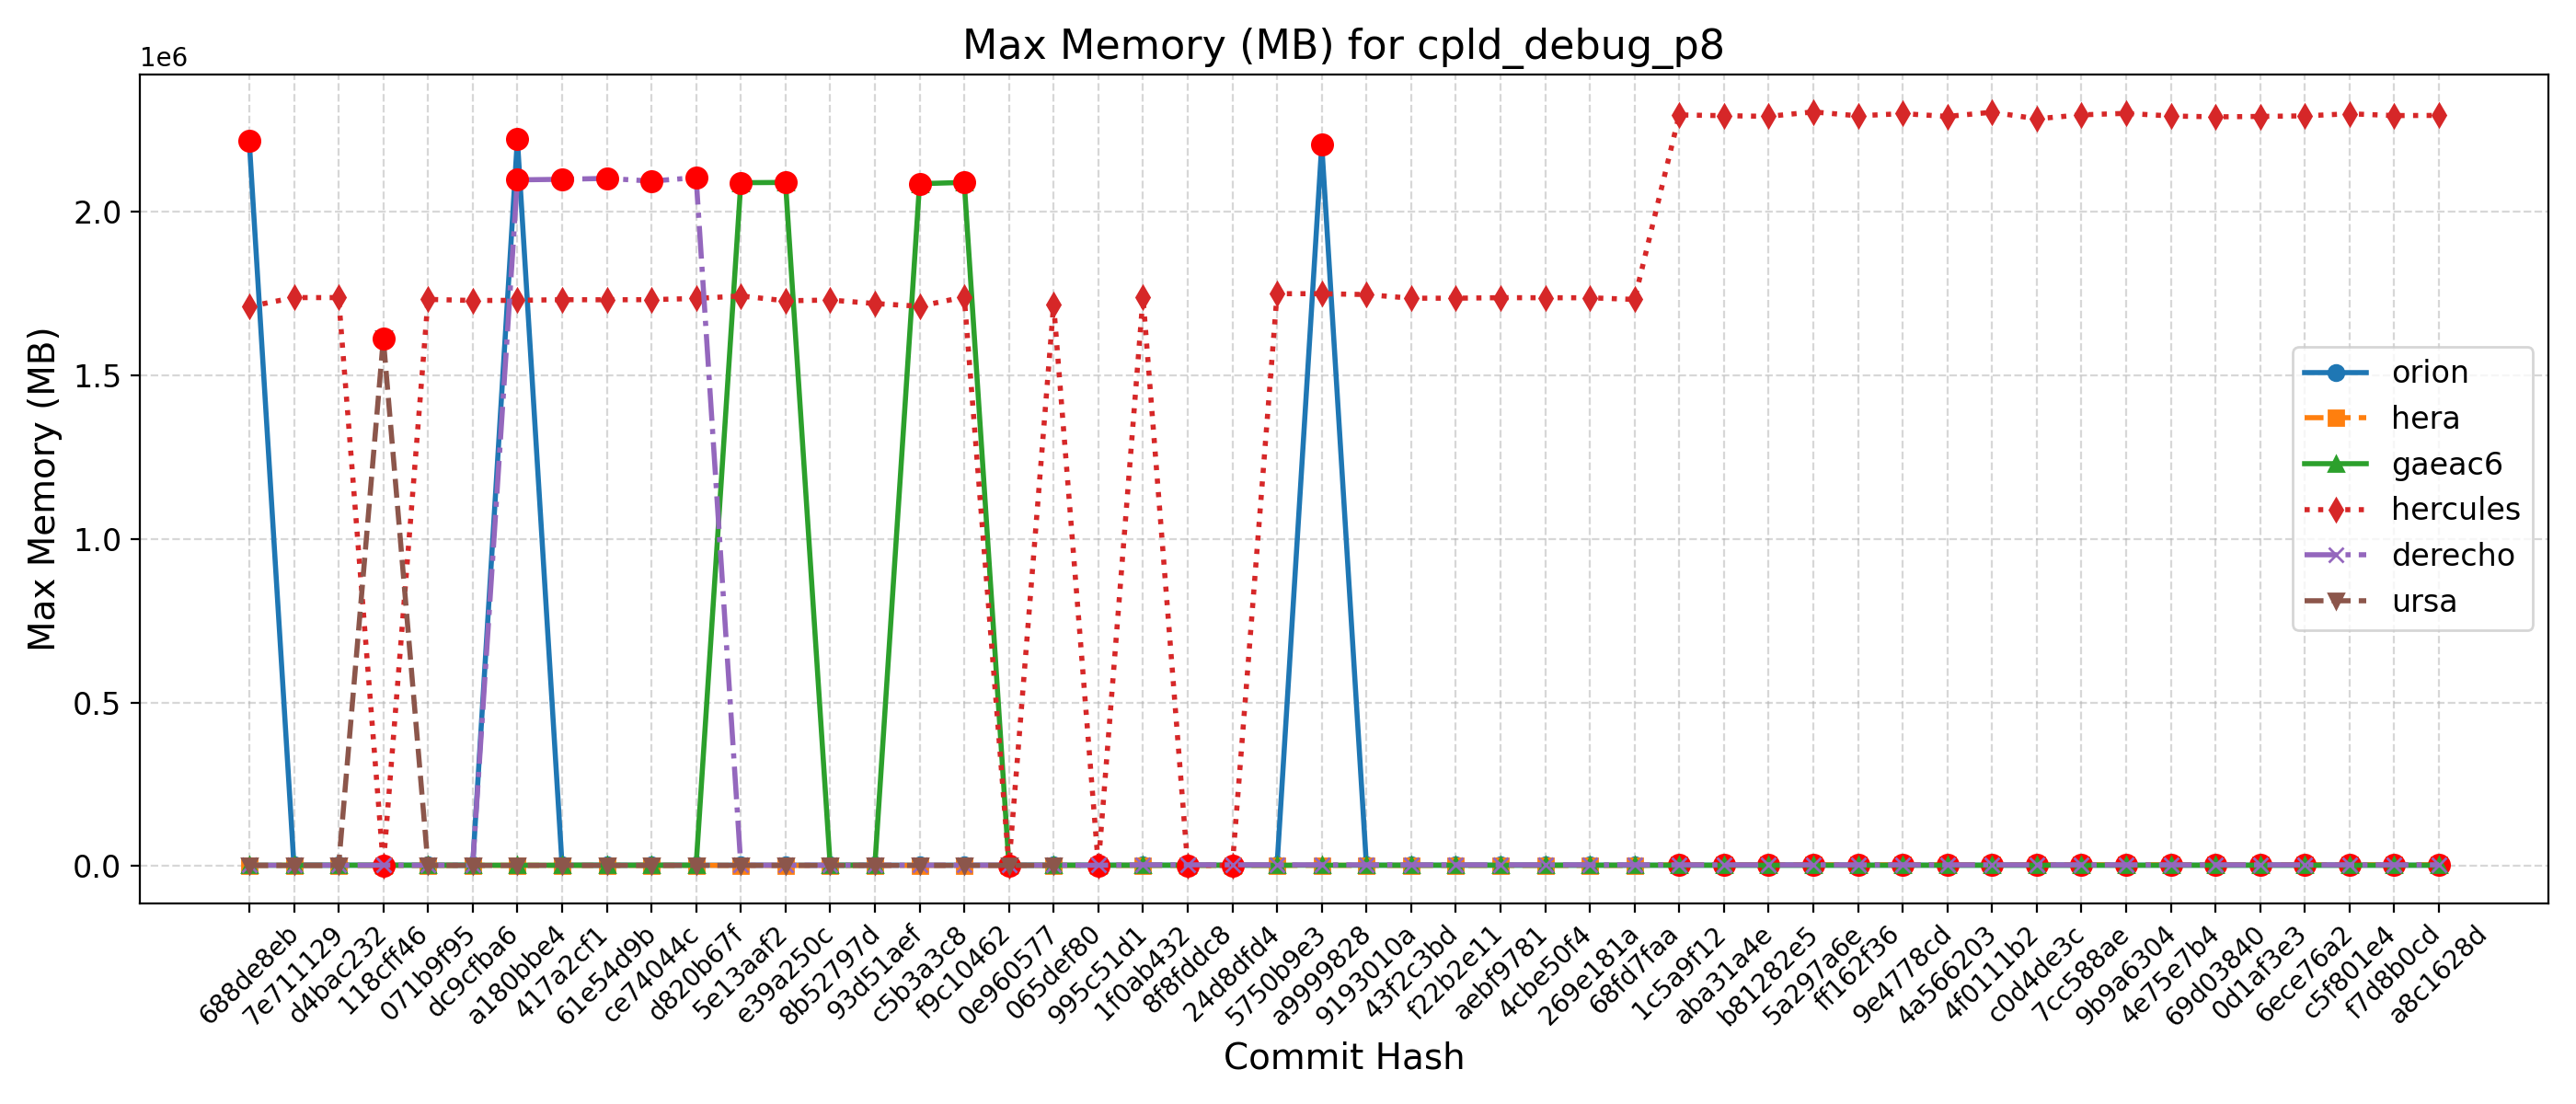 Max Memory (MB) for cpld_debug_p8
1e6
Max Memory (MB)
2.0
1.5
1.0
0.5
0.0
orion
hera
gaeac6
hercules
derecho
ursa
688de8eb
7e711129
d4bac232
118cff46
071b9f95
dc9cfba6
a180bbe4
417a2cf1
61e54d9b
ce74044c
d820b67f
5e13aaf2
e39a250c
8b52797d
93d51aef
c5b3a3c8
f9c10462
0e960577
065def80
995c51d1
1f0ab432
8f8fddc8
24d8dfd4
5750b9e3
a9999828
9193010a
43f2c3bd
f22b2e11
aebf9781
4cbe50f4
269e181a
68fd7faa
1c5a9f12
aba31a4e
b81282e5
5a297a6e
ff162f36
9e4778cd
4a566203
4f0111b2
c0d4de3c
7cc588ae
9b9a6304
4e75e7b4
69d03840
0d1af3e3
6ece76a2
c5f801e4
f7d8b0cd
a8c1628d
Commit Hash